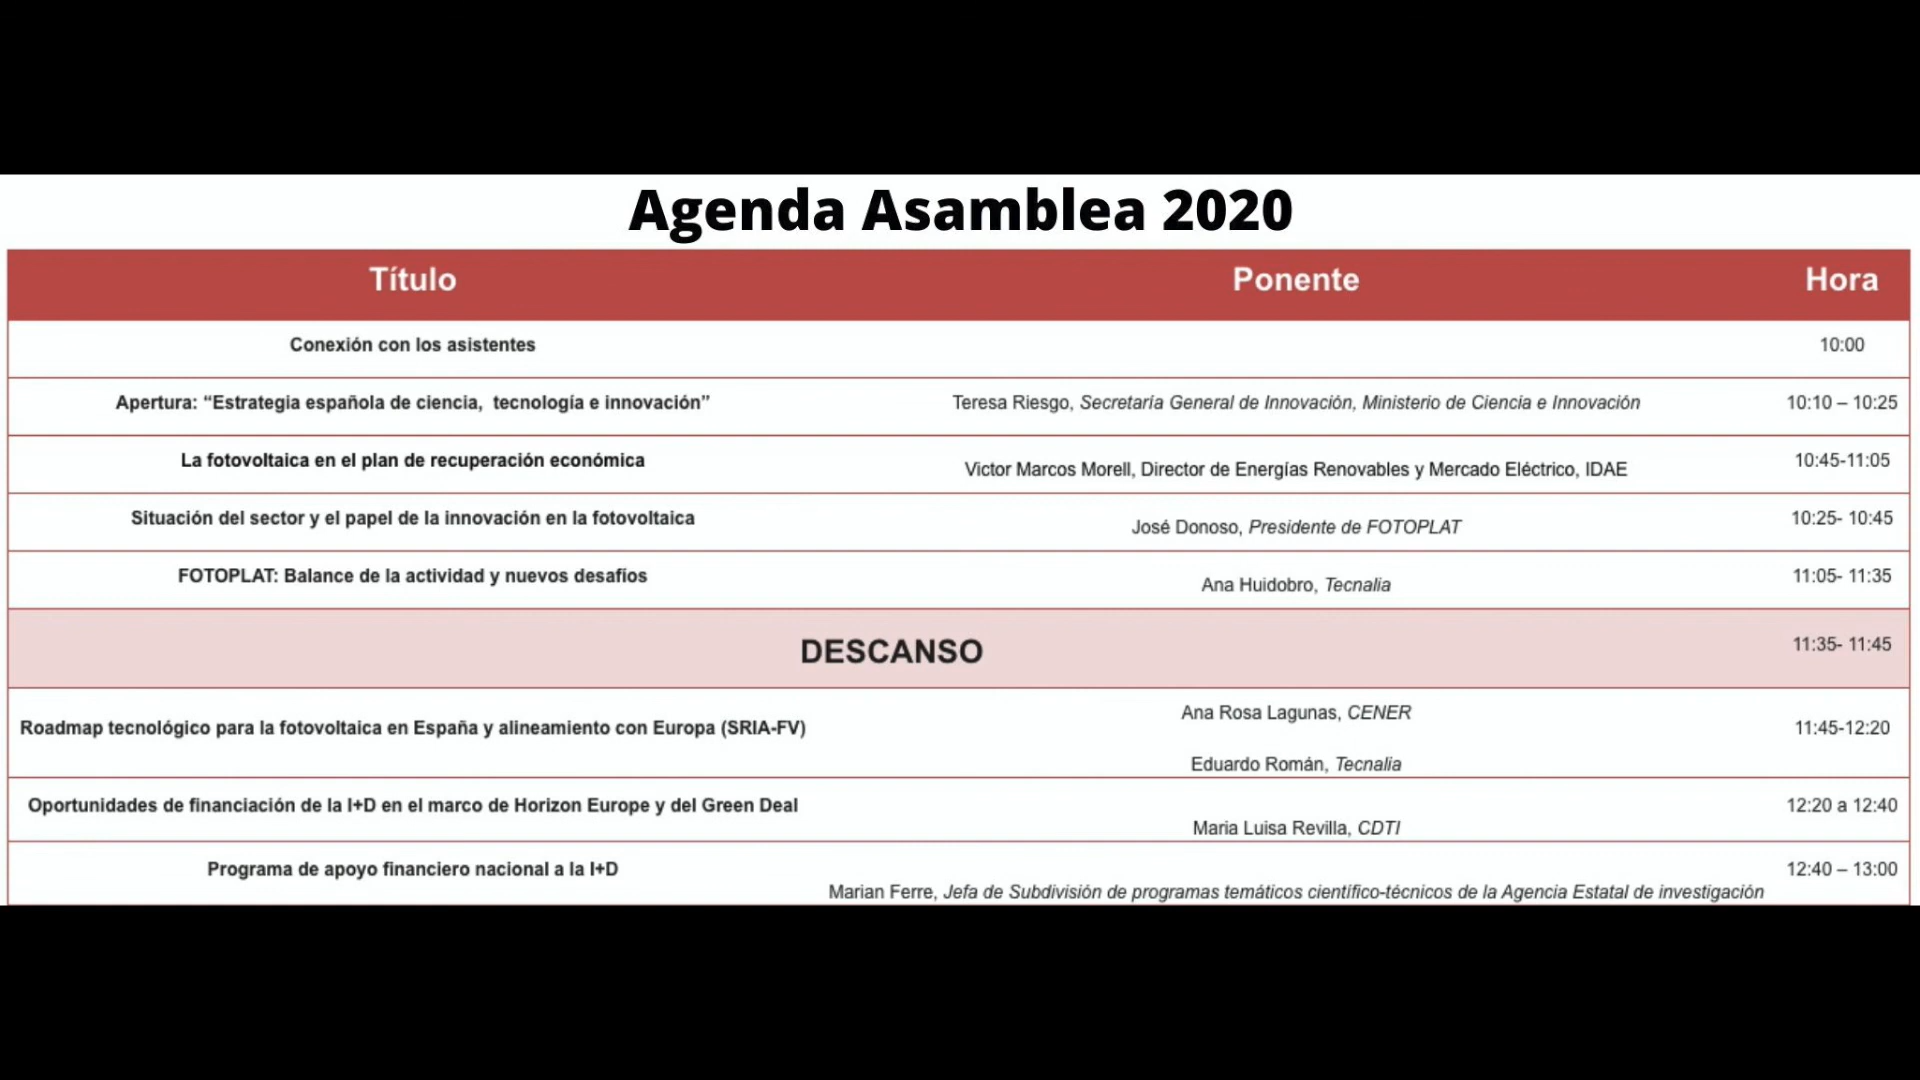 Agenda Asamblea 2020
Título Ponente Hora
Conexión con los asistentes 10:00
Apertura: “Estrategia española de ciencia, tecnología e innovación” Teresa Riesgo, Secretaría General de Innovación, Ministerio de Ciencia e Innovación 10:10 – 10:25
La fotovoltaica en el plan de recuperación económica Victor Marcos Morell, Director de Energías Renovables y Mercado Eléctrico, IDAE 10:45-11:05
Situación del sector y el papel de la innovación en la fotovoltaica José Donoso, Presidente de FOTOPLAT 10:25- 10:45
FOTOPLAT: Balance de la actividad y nuevos desafíos Ana Huidobro, Tecnalia 11:05- 11:35
DESCANSO 11:35- 11:45
Roadmap tecnológico para la fotovoltaica en España y alineamiento con Europa (SRIA-FV) Ana Rosa Lagunas, CENER 11:45-12:20
Eduardo Román, Tecnalia
Oportunidades de financiación de la I+D en el marco de Horizon Europe y del Green Deal 12:20 a 12:40
Maria Luisa Revilla, CDTI
Programa de apoyo financiero nacional a la I+D 12:40 – 13:00
Marian Ferre, Jefa de Subdivisión de programas temáticos científico-técnicos de la Agencia Estatal de investigación